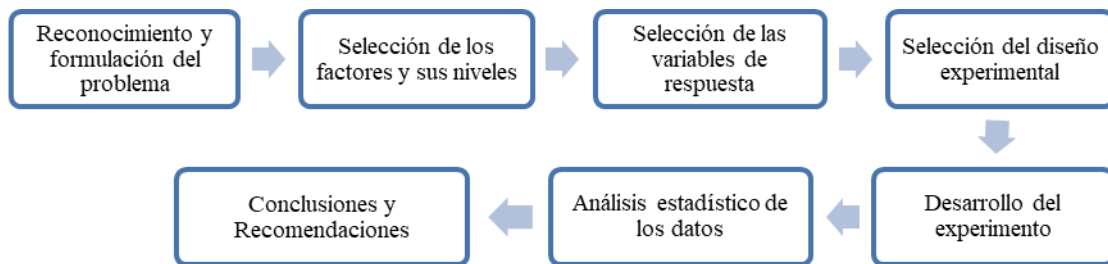 Reconocimiento y
formulación del
problema
Selección de los
factores y sus niveles
Selección de las
variables de
respuesta
Selección del diseño
experimental
Desarrollo del
experimento
Análisis estadístico de
los datos
Conclusiones y
Recomendaciones